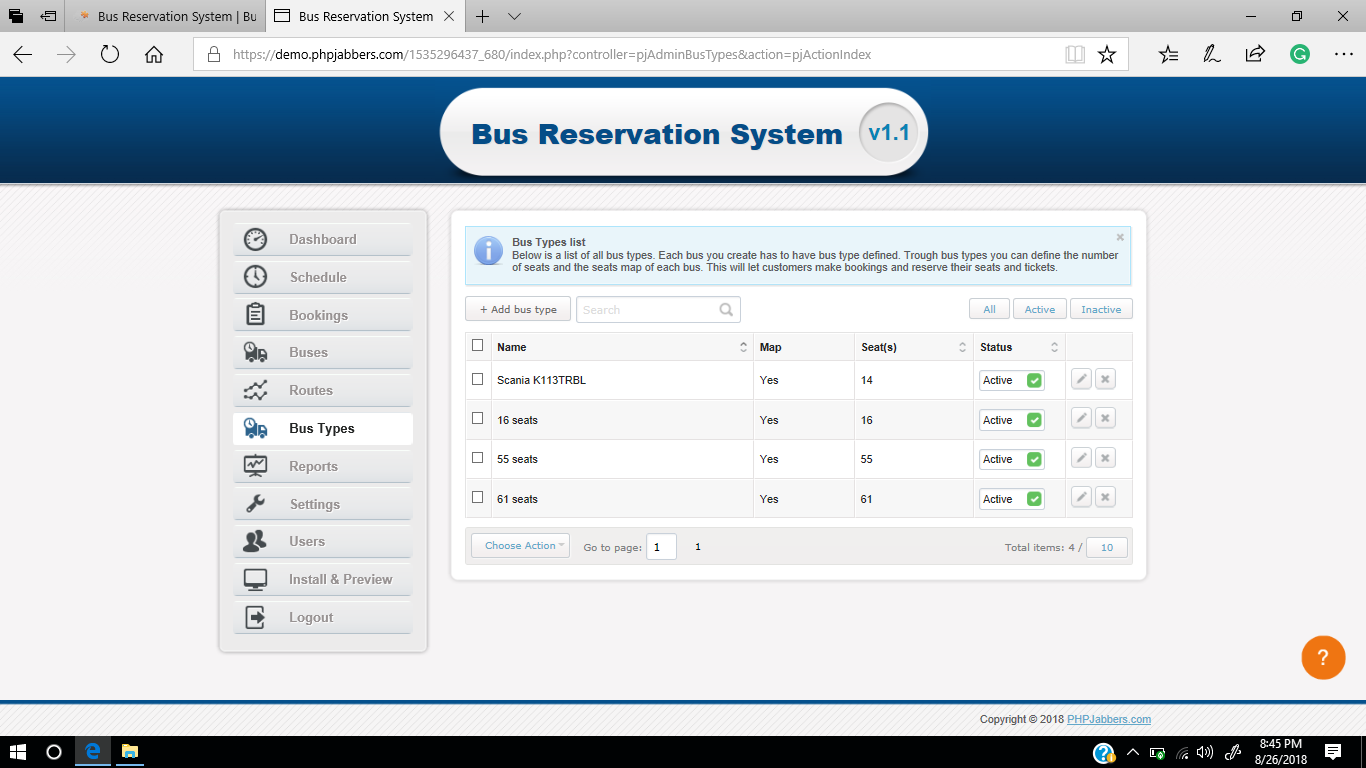 Bus Reservation System | Bu
Bus Reservation System
https://demo.phpjabbers.com/1535296437_680/index.php?controller=pjAdminBusTypes&action=pjActionIndex
Bus Reservation System v1.1
Dashboard
Schedule
Bookings
Buses
Routes
Bus Types
Reports
Settings
Users
Install & Preview
Logout
Bus Types list
Below is a list of all bus types. Each bus you create has to have bus type defined. Trough bus types you can define the number
of seats and the seats map of each bus. This will let customers make bookings and reserve their seats and tickets.
+ Add bus type Search All Active Inactive
Name Map Seat(s) Status
Scania K113TRBL Yes 14 Active
16 seats Yes 16 Active
55 seats Yes 55 Active
61 seats Yes 61 Active
Choose Action Go to page: 1 1 Total items: 4 / 10
?
Copyright © 2018 PHPJabbers.com
8:45 PM
8/26/2018